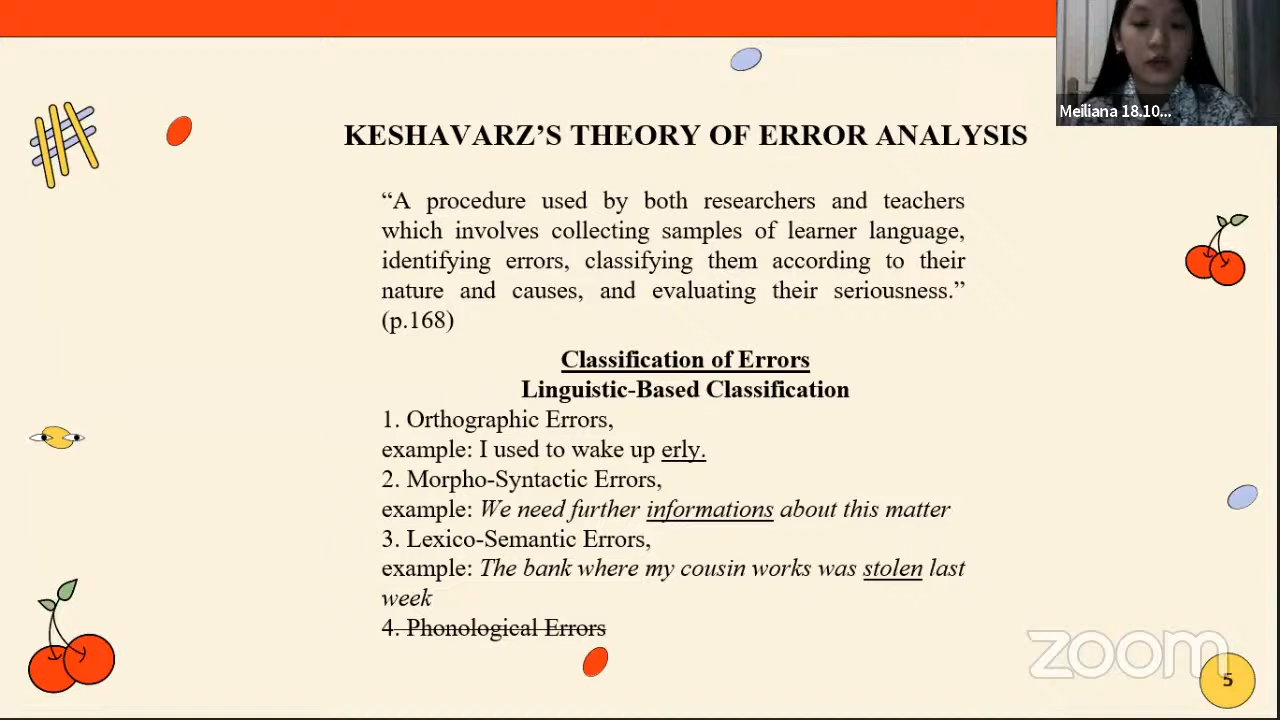 Meiliana 18.10...
KESHAVARZ'S THEORY OF ERROR ANALYSIS
“A procedure used by both researchers and teachers
which involves collecting samples of learner language,
identifying errors, classifying them according to their
nature and causes, and evaluating their seriousness.”
(p.168)
Classification of Errors
Linguistic-Based Classification
1. Orthographic Errors,
example: I used to wake up erly.
2. Morpho-Syntactic Errors,
example: We need further informations about this matter
3. Lexico-Semantic Errors,
example: The bank where my cousin works was stolen last
week
4. Phonological Errors
zoom
5